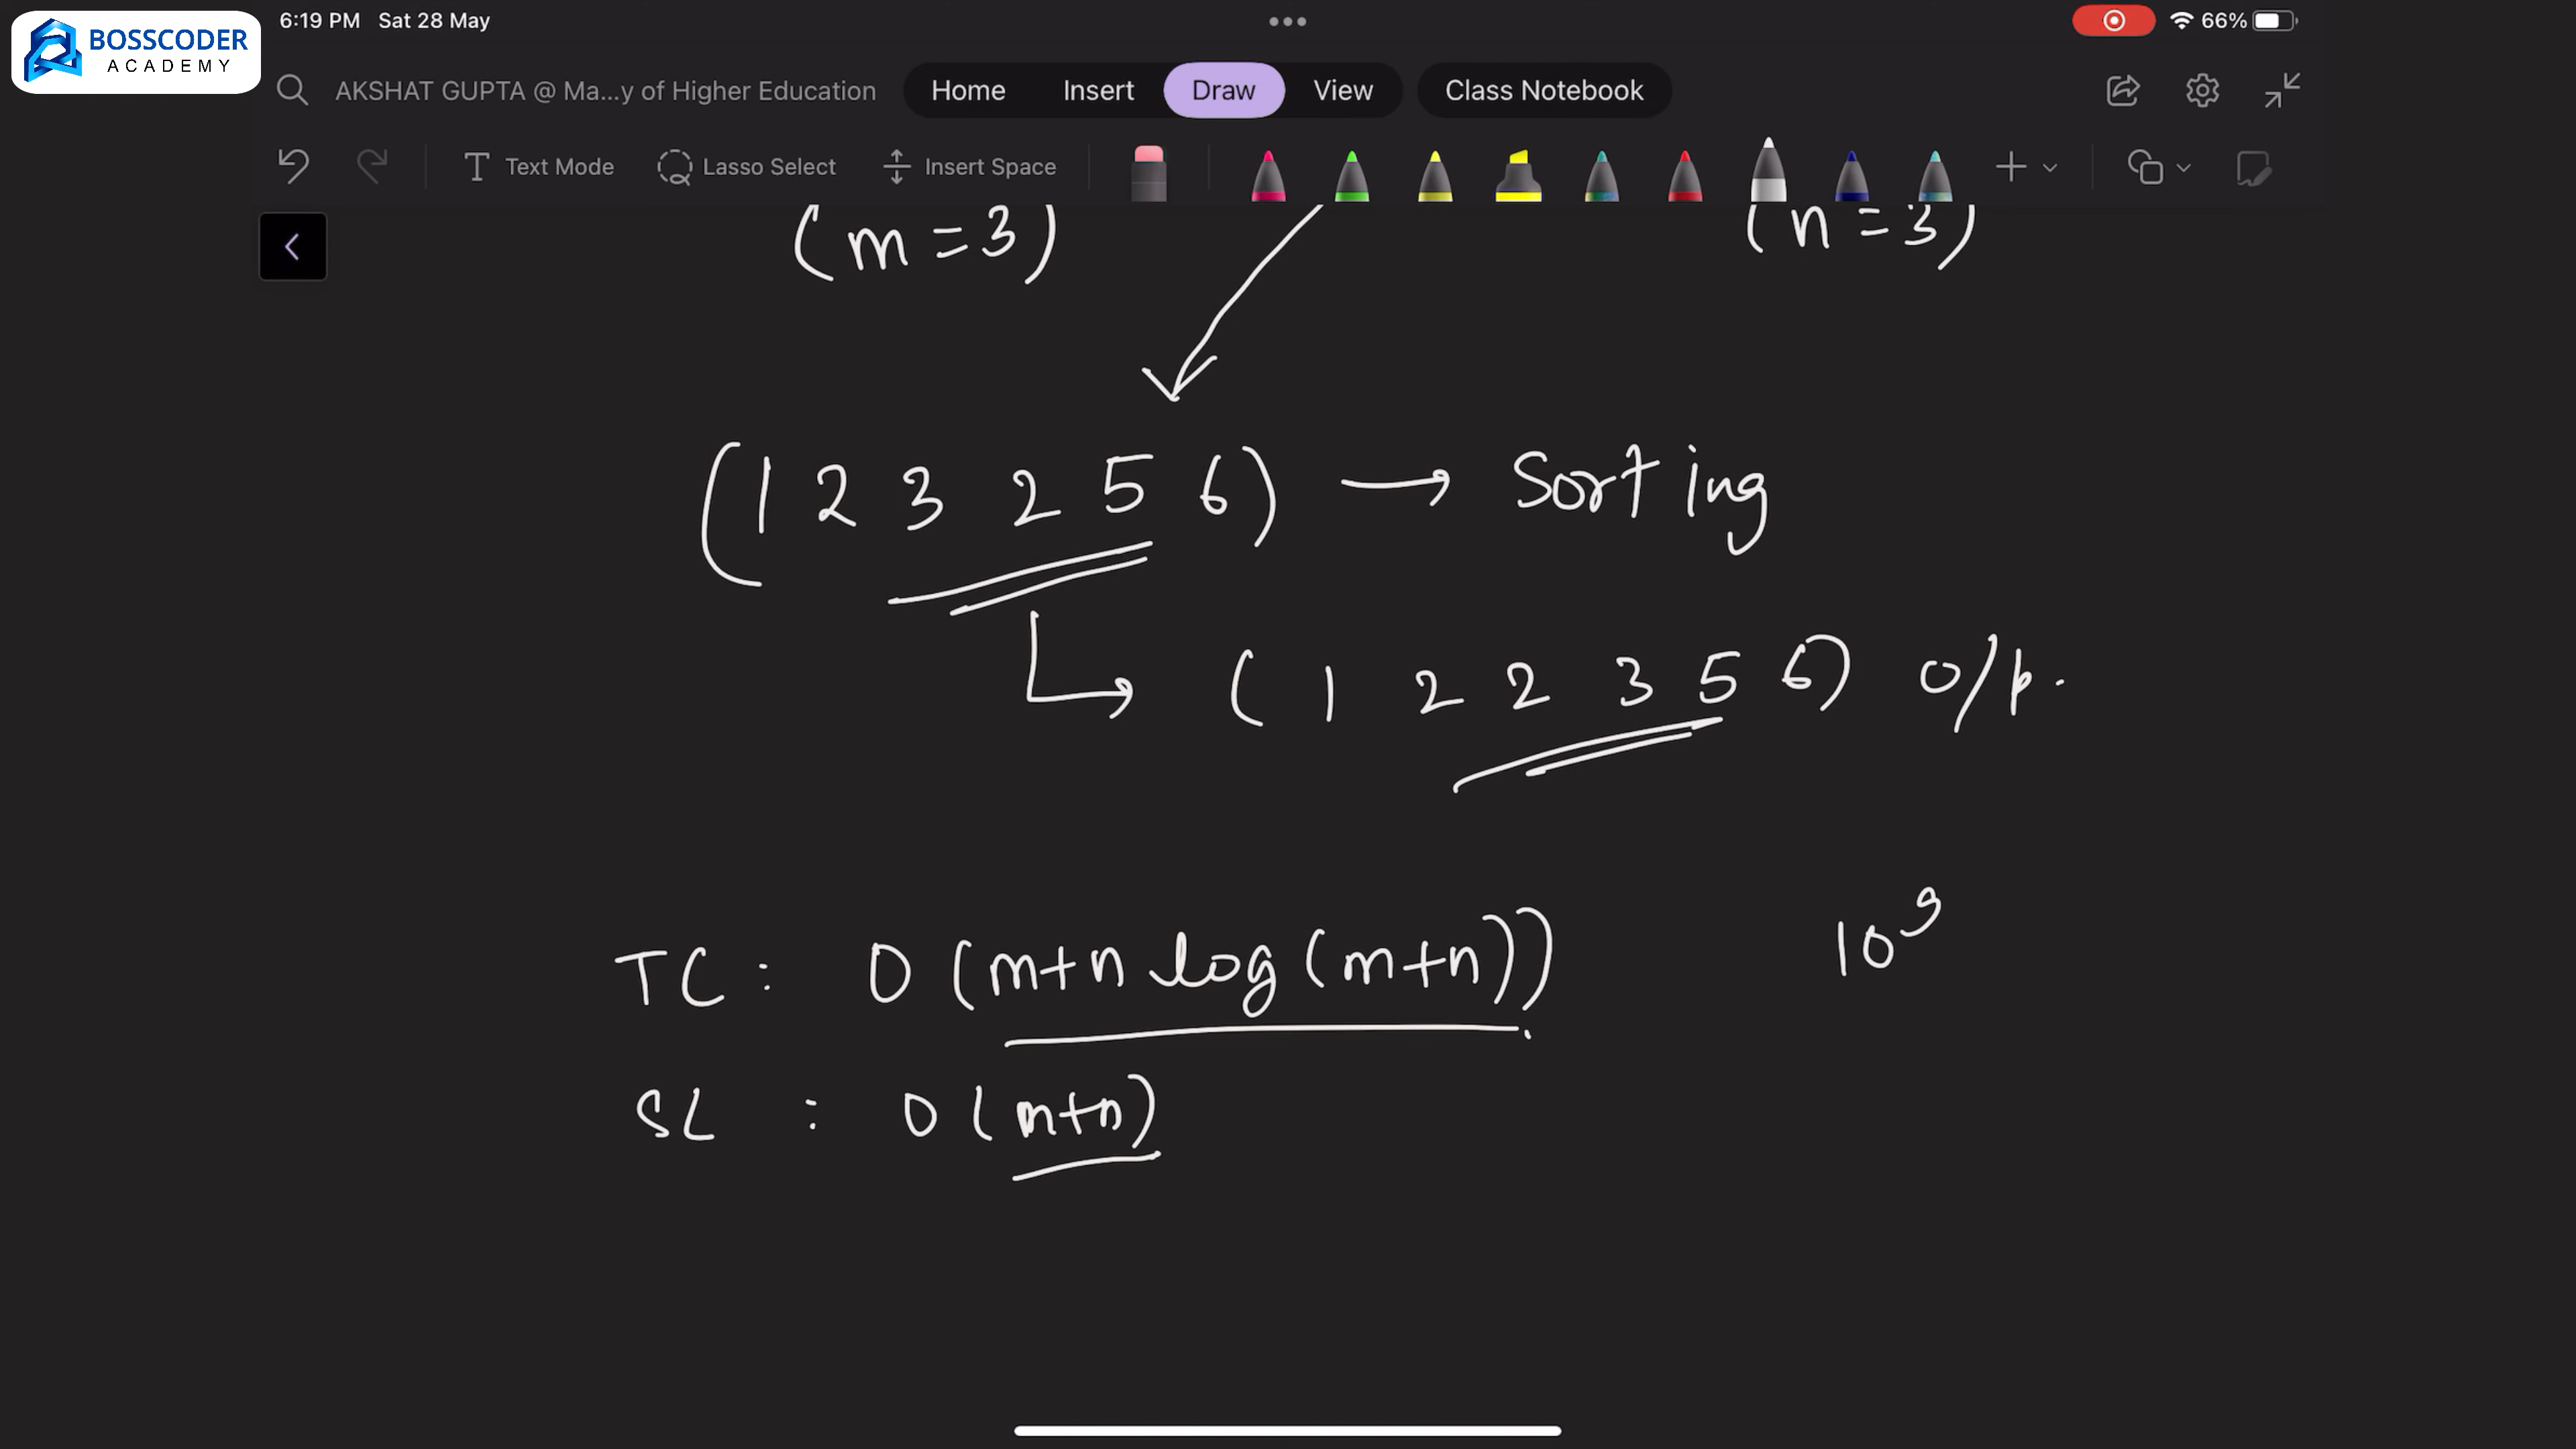 BOSSCODER
ACADEMY
6:19 PM Sat 28 May
66%
AKSHAT GUPTA @ Ma...y of Higher Education
Home Insert Draw View Class Notebook
Text Mode Lasso Select Insert Space
(m = 3) (n = 3)
(1 2 3 2 5 6) → Sorting
(1 2 2 3 5 6) o/p.
TC : O (m+n log (m+n)) 10^9
SC : O (m+n)